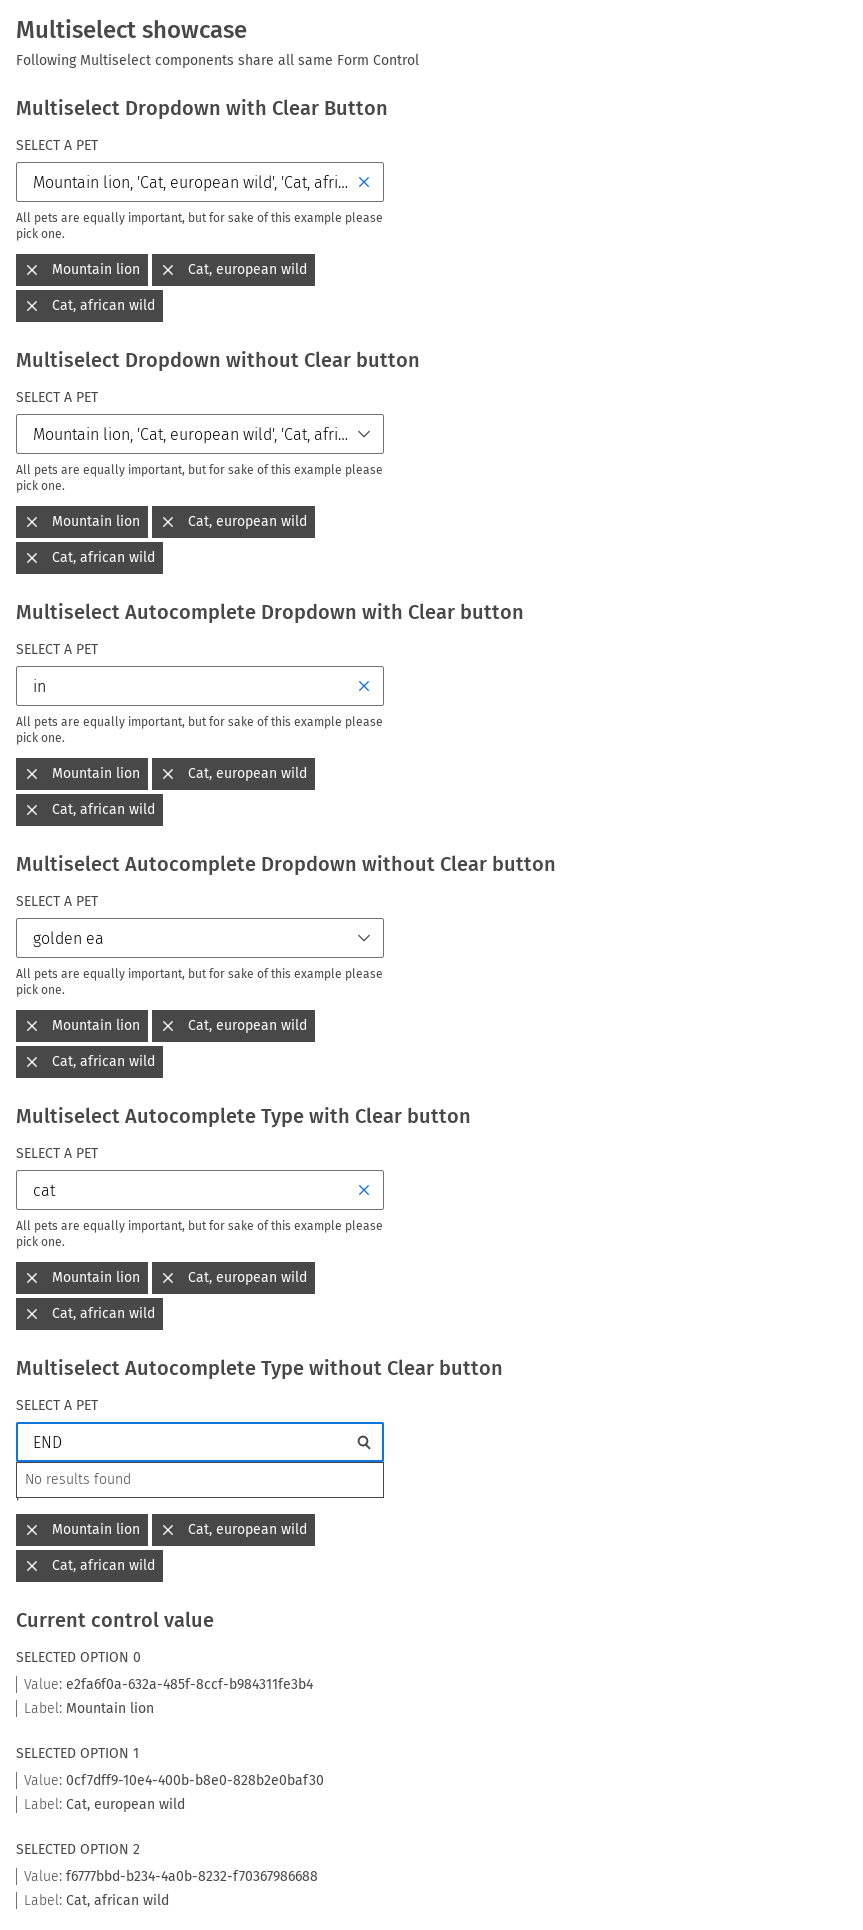 Multiselect showcase
Following Multiselect components share all same Form Control
Multiselect Dropdown with Clear Button
SELECT A PET
Mountain lion, 'Cat, european wild', 'Cat, afri...
All pets are equally important, but for sake of this example please
pick one.
Mountain lion Cat, european wild
Cat, african wild
Multiselect Dropdown without Clear button
SELECT A PET
Mountain lion, 'Cat, european wild', 'Cat, afri...
All pets are equally important, but for sake of this example please
pick one.
Mountain lion Cat, european wild
Cat, african wild
Multiselect Autocomplete Dropdown with Clear button
SELECT A PET
in
All pets are equally important, but for sake of this example please
pick one.
Mountain lion Cat, european wild
Cat, african wild
Multiselect Autocomplete Dropdown without Clear button
SELECT A PET
golden ea
All pets are equally important, but for sake of this example please
pick one.
Mountain lion Cat, european wild
Cat, african wild
Multiselect Autocomplete Type with Clear button
SELECT A PET
cat
All pets are equally important, but for sake of this example please
pick one.
Mountain lion Cat, european wild
Cat, african wild
Multiselect Autocomplete Type without Clear button
SELECT A PET
END
No results found
Mountain lion Cat, european wild
Cat, african wild
Current control value
SELECTED OPTION 0
Value: e2fa6f0a-632a-485f-8ccf-b984311fe3b4
Label: Mountain lion
SELECTED OPTION 1
Value: 0cf7dff9-10e4-400b-b8e0-828b2e0baf30
Label: Cat, european wild
SELECTED OPTION 2
Value: f6777bbd-b234-4a0b-8232-f70367986688
Label: Cat, african wild